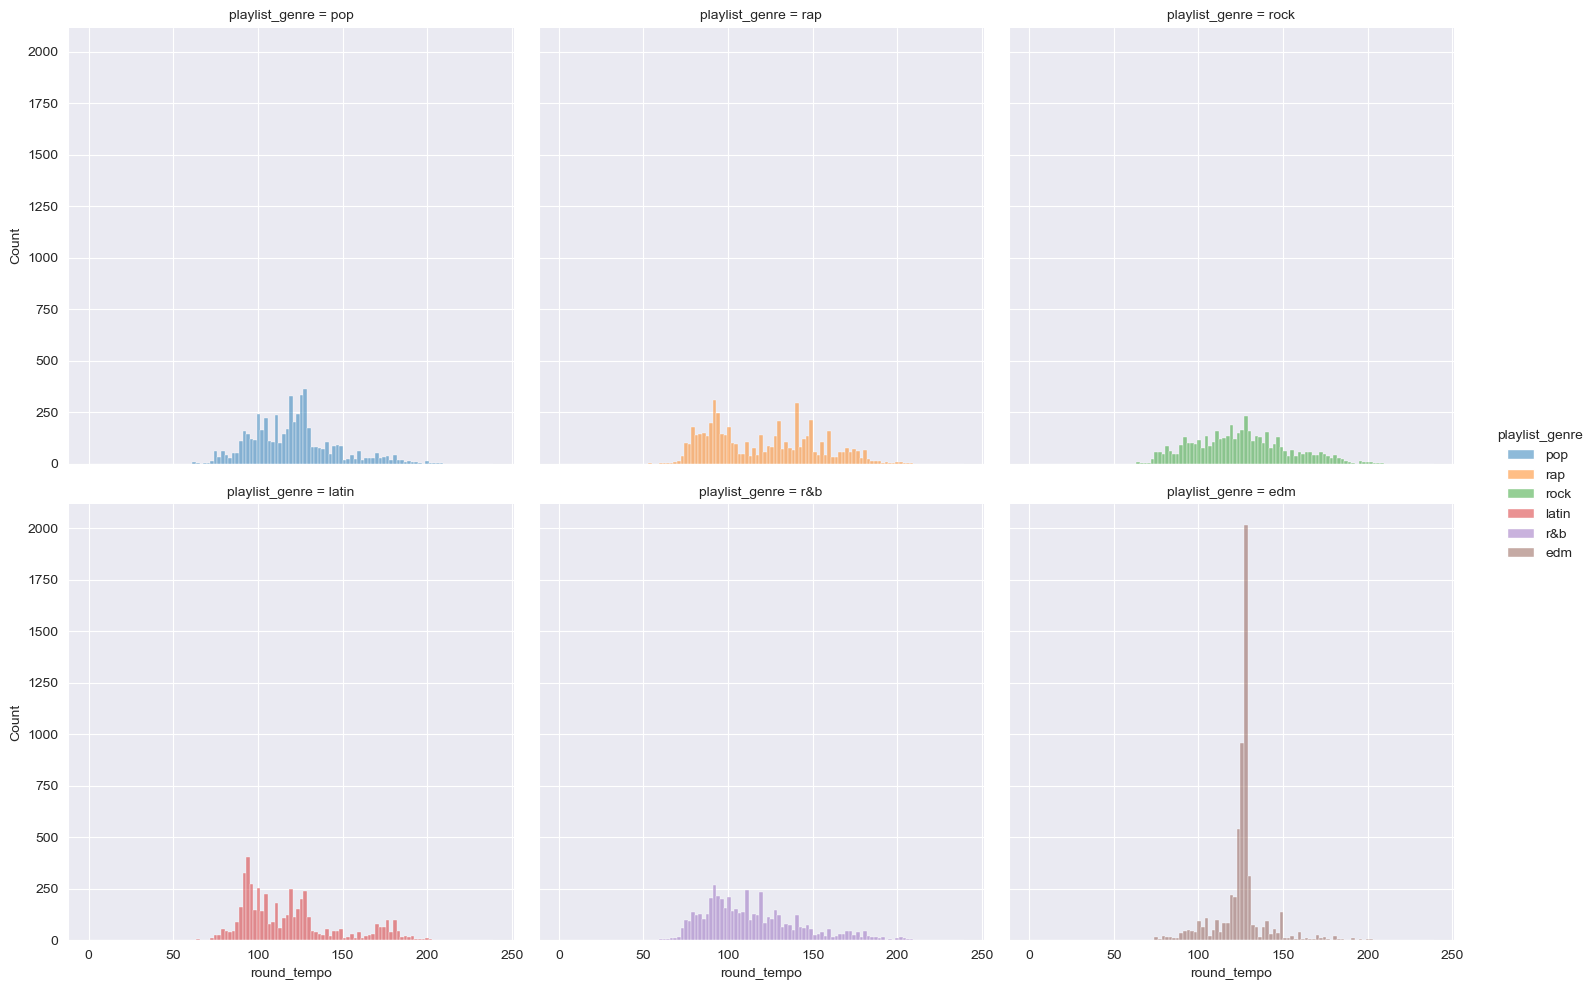 playlist_genre = pop
playlist_genre = rap
playlist_genre = rock
2000
1750
1500
1250
1000
750
500
250
0
Count
playlist_genre = latin
playlist_genre = r&b
playlist_genre = edm
2000
1750
1500
1250
1000
750
500
250
0
Count
0 50 100 150 200 250
0 50 100 150 200 250
0 50 100 150 200 250
round_tempo
round_tempo
round_tempo
playlist_genre
pop
rap
rock
latin
r&b
edm